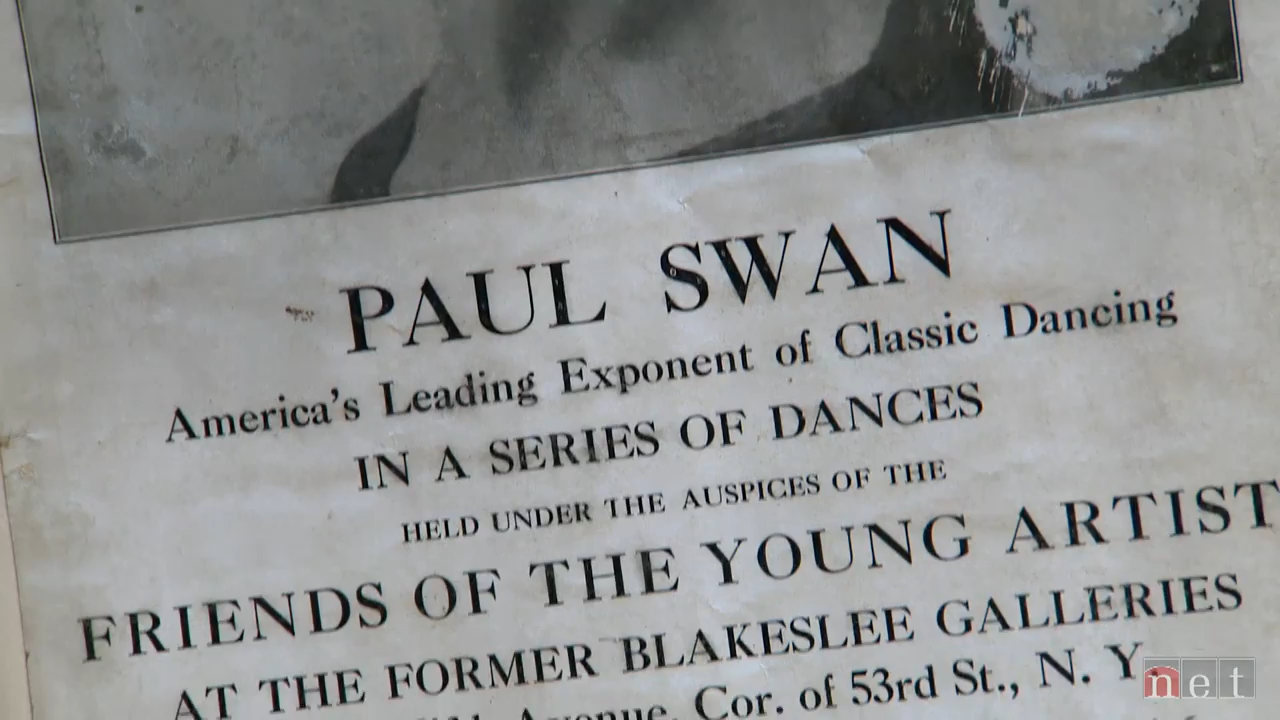 PAUL SWAN
America's Leading Exponent of Classic Dancing
IN A SERIES OF DANCES
HELD UNDER THE AUSPICES OF THE
FRIENDS OF THE YOUNG ARTIST
AT THE FORMER BLAKESLEE GALLERIES
Avenue, Cor. of 53rd St., N. Y.
net